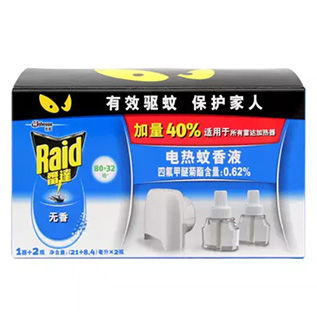 有效驱蚊 保护家人
加量40% 适用于所有雷达加热器
Raid
雷達
80+32
晚
电热蚊香液
四氟甲醚菊酯含量:0.62%
无香
1器+2瓶 净含量:(21+8.4)毫升×2瓶